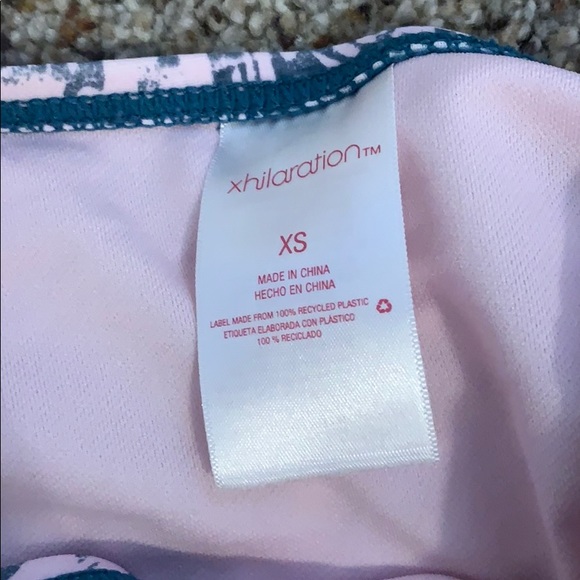 xhilaration™
XS
MADE IN CHINA
HECHO EN CHINA
LABEL MADE FROM 100% RECYCLED PLASTIC
ETIQUETA ELABORADA CON PLÁSTICO
100 % RECICLADO